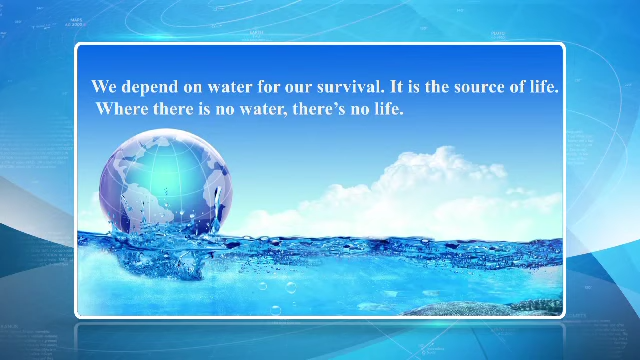 We depend on water for our survival. It is the source of life.
Where there is no water, there’s no life.